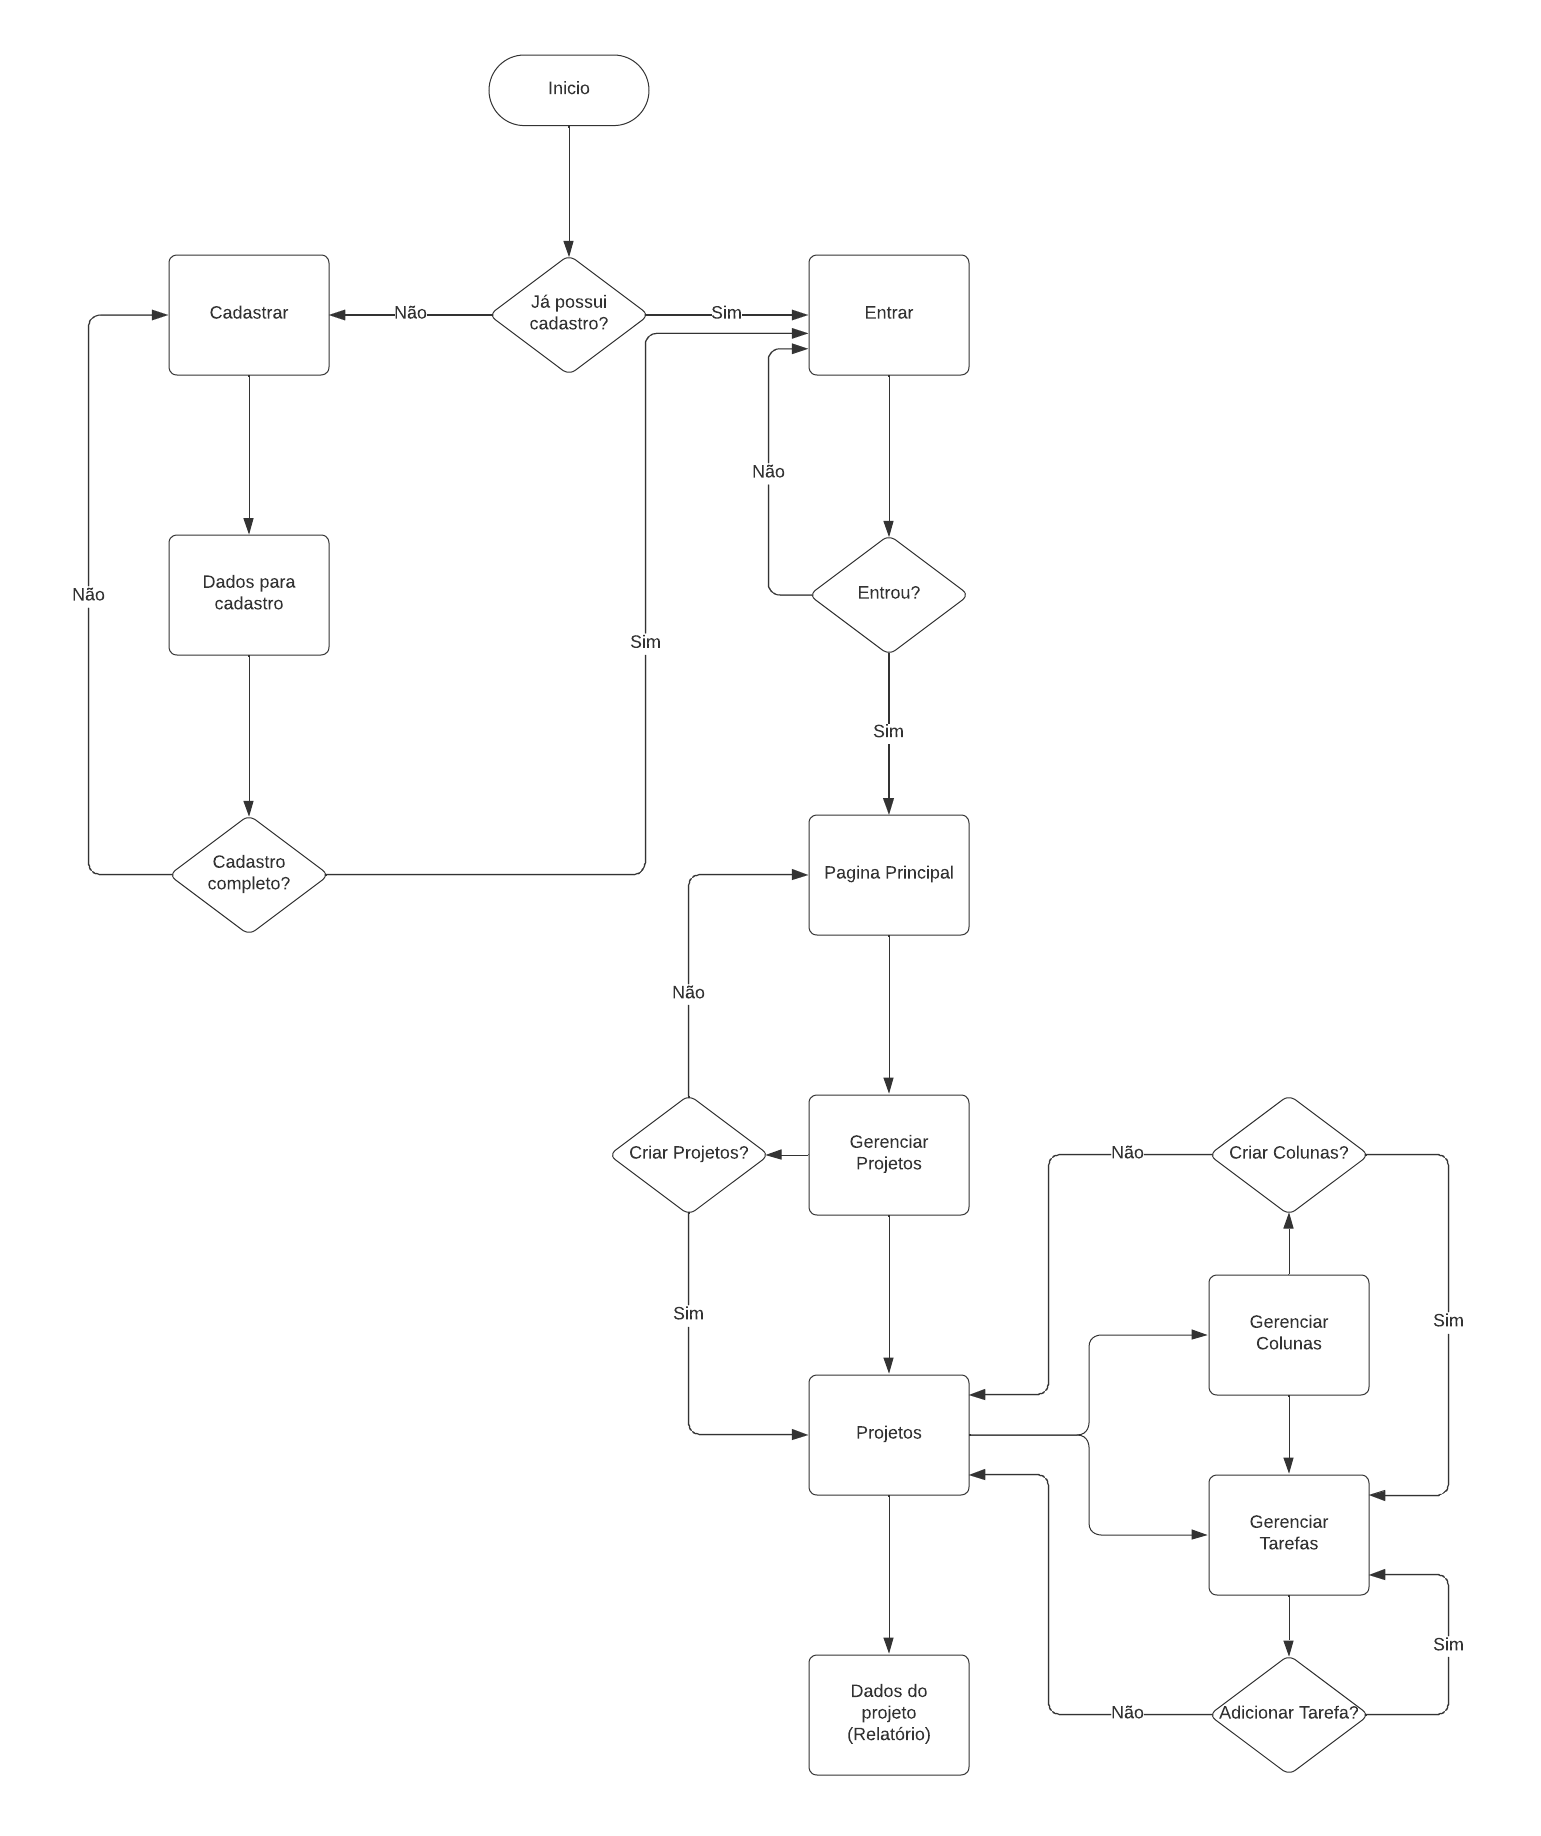 Inicio
Cadastrar
Não
Já possui
cadastro?
Sim
Entrar
Não
Não
Dados para
cadastro
Entrou?
Sim
Sim
Cadastro
completo?
Pagina Principal
Não
Criar Projetos?
Gerenciar
Projetos
Não
Criar Colunas?
Sim
Gerenciar
Colunas
Sim
Projetos
Gerenciar
Tarefas
Sim
Dados do
projeto
(Relatório)
Não
Adicionar Tarefa?